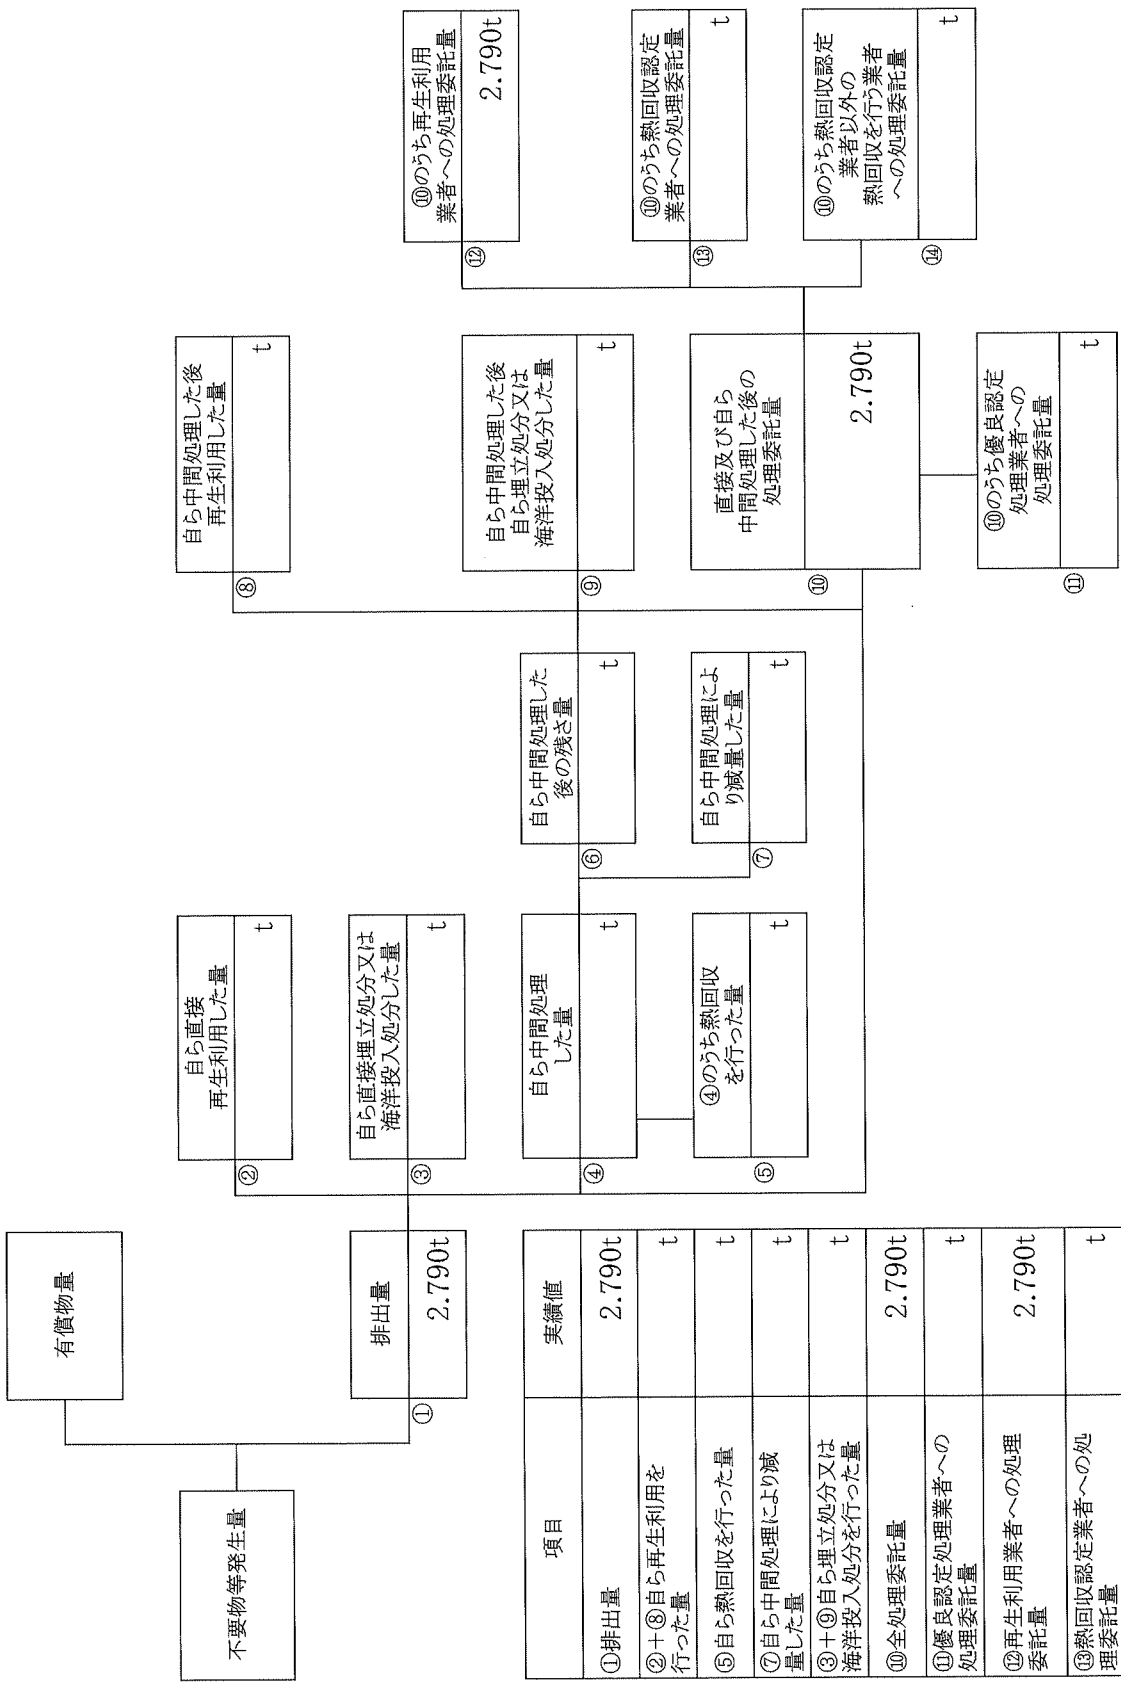 不要物等発生量
有償物量
①
排出量
2.790t
②
自ら直接
再生利用した量
t
③
自ら直接埋立処分又は
海洋投入処分した量
t
④
自ら中間処理
した量
t
⑤
④のうち熱回収
を行った量
t
⑥
自ら中間処理した
後の残さ量
t
⑦
自ら中間処理によ
り減量した量
t
⑧
自ら中間処理した後
再生利用した量
t
⑨
自ら中間処理した後
自ら埋立処分又は
海洋投入処分した量
t
⑩
直接及び自ら
中間処理した後の
処理委託量
2.790t
⑪
⑩のうち優良認定
処理業者への
処理委託量
t
⑫
⑩のうち再生利用
業者への処理委託量
2.790t
⑬
⑩のうち熱回収認定
業者への処理委託量
t
⑭
⑩のうち熱回収認定
業者以外の
熱回収を行う業者
への処理委託量
t
項目 実績値
①排出量 2.790t
②+⑧自ら再生利用を
行った量 t
⑤自ら熱回収を行った量 t
⑦自ら中間処理により減
量した量 t
③+⑨自ら埋立処分又は
海洋投入処分を行った量 t
⑩全処理委託量 2.790t
⑪優良認定処理業者への
処理委託量 t
⑫再生利用業者への処理
委託量 2.790t
⑬熱回収認定業者への処
理委託量 t